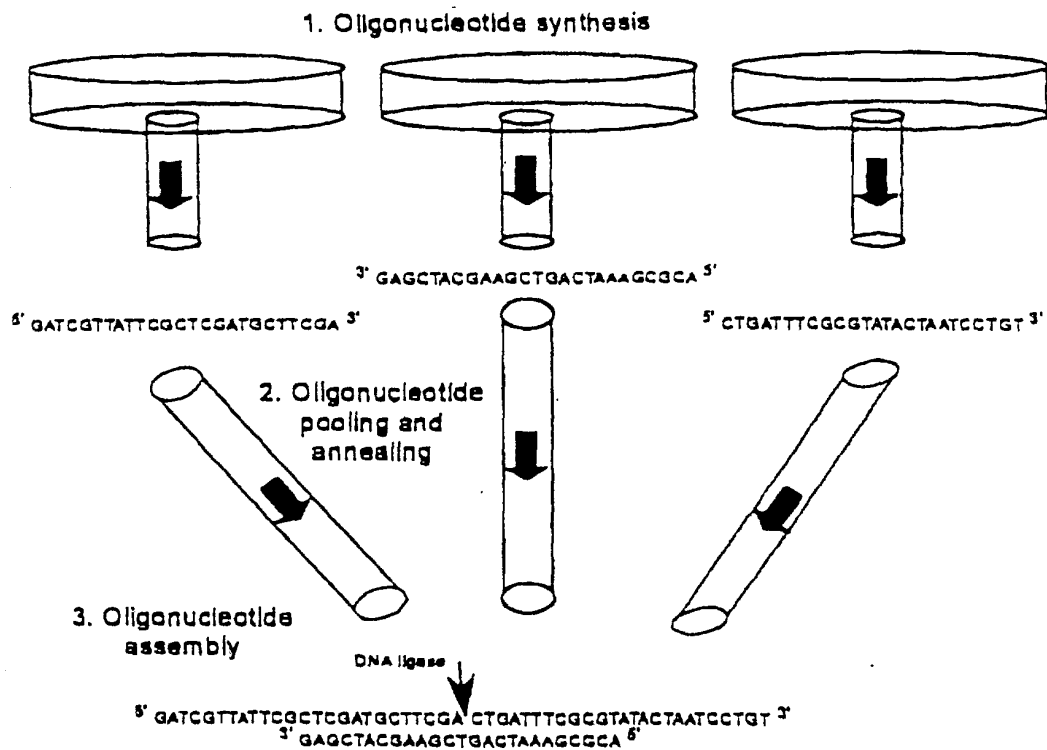 1. Oligonucleotide synthesis
3' GAGCTACGAAGCTGACTAAAGCGCA 5'
5' GATCGTTATTCGCTCGATGCTTCGA 3'
5' CTGATTTCGCGTATACTAATCCTGT 3'
2. Oligonucleotide
pooling and
annealing
3. Oligonucleotide
assembly
DNA ligase
5' GATCGTTATTCGCTCGATGCTTCGA CTGATTTCGCGTATACTAATCCTGT 3'
3' GAGCTACGAAGCTGACTAAAGCGCA 5'